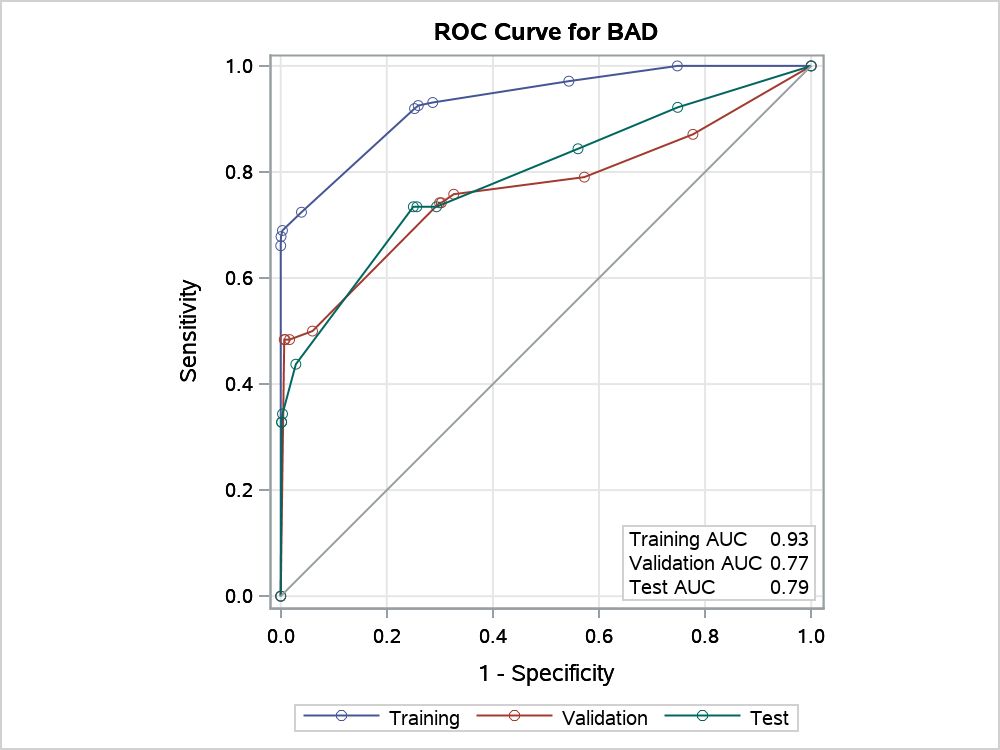 ROC Curve for BAD
Sensitivity
1.0
0.8
0.6
0.4
0.2
0.0
Training AUC 0.93
Validation AUC 0.77
Test AUC 0.79
0.0 0.2 0.4 0.6 0.8 1.0
1 - Specificity
Training Validation Test